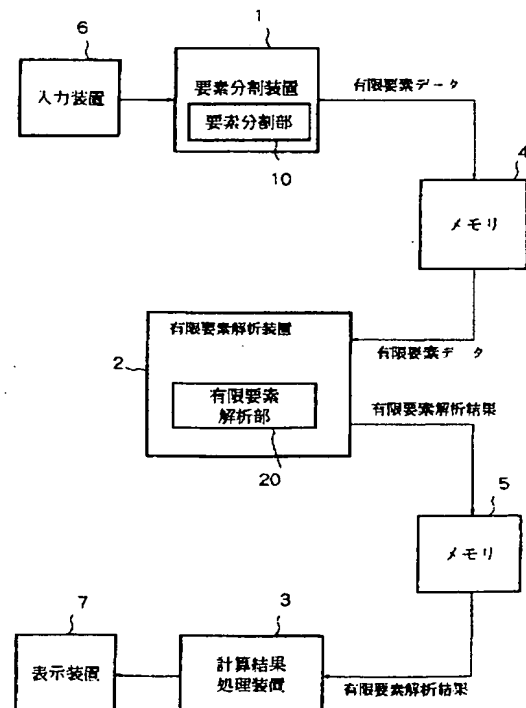 6
1
入力装置
要素分割装置
要素分割部
10
有限要素データ
4
メモリ
有限要素解析装置
2
有限要素データ
有限要素
解析部
20
有限要素解析結果
5
メモリ
7
3
表示装置
計算結果
処理装置
有限要素解析結果